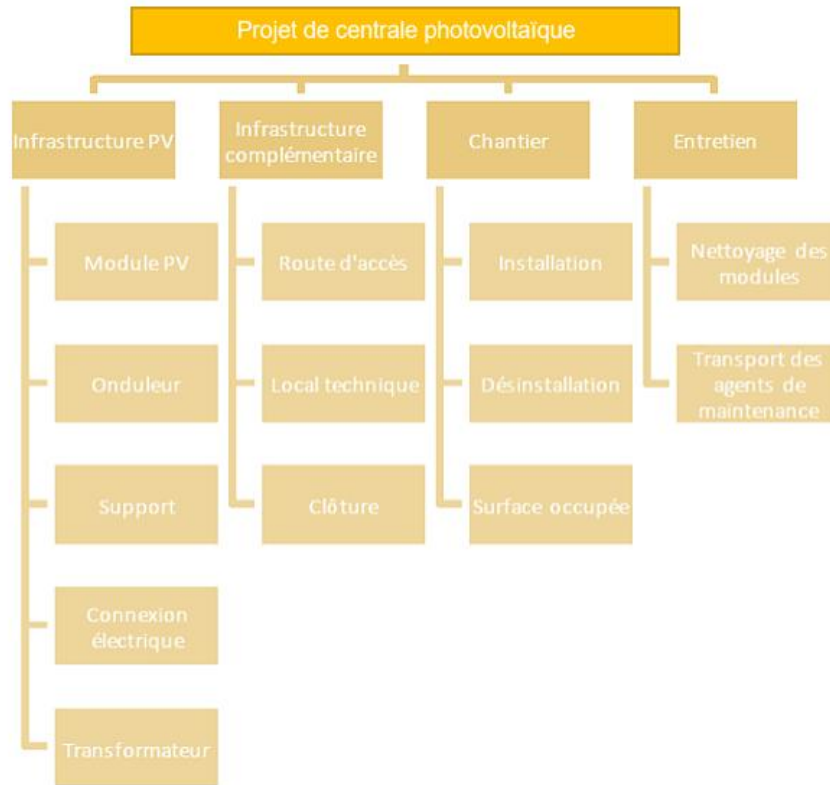 Projet de centrale photovoltaïque
Infrastructure PV
Infrastructure
complémentaire
Chantier
Entretien
Module PV
Onduleur
Support
Connexion
électrique
Transformateur
Route d'accès
Local technique
Clôture
Installation
Désinstallation
Surface occupée
Nettoyage des
modules
Transport des
agents de
maintenance